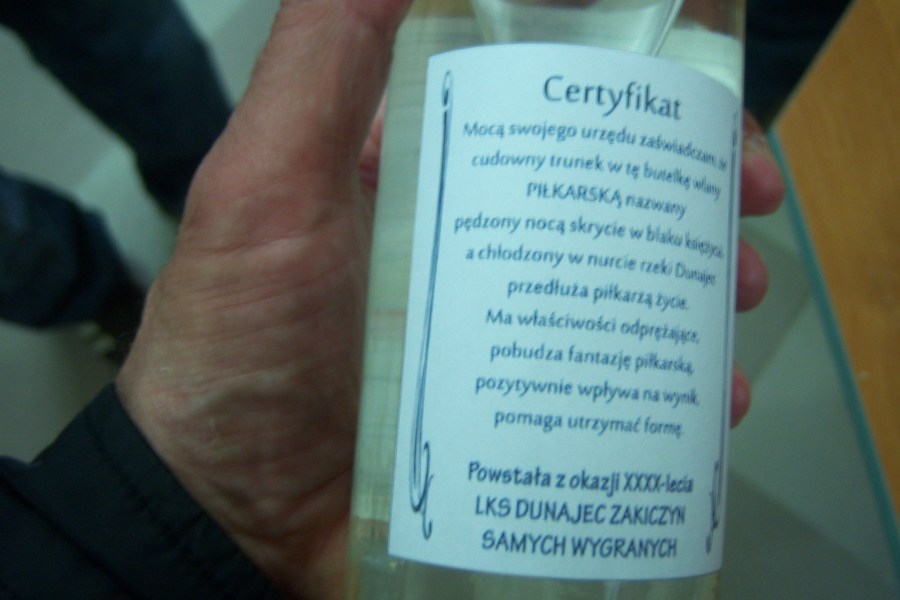 Certyfikat
Mocą swojego urzędu zaświadczam że
cudowny trunek w tę butelkę wlany
PIŁKARSKĄ nazwany
pędzony nocą skrycie w blaku księżyca,
a chłodzony w nurcie rzeki Dunajec
przedłuża piłkarzą życie.
Ma właściwości odprężające,
pobudza fantazję piłkarską,
pozytywnie wpływa na wynik,
pomaga utrzymać formę.
Powstała z okazji XXXX-lecia
LKS DUNAJEC ZAKICZYN
SAMYCH WYGRANYCH